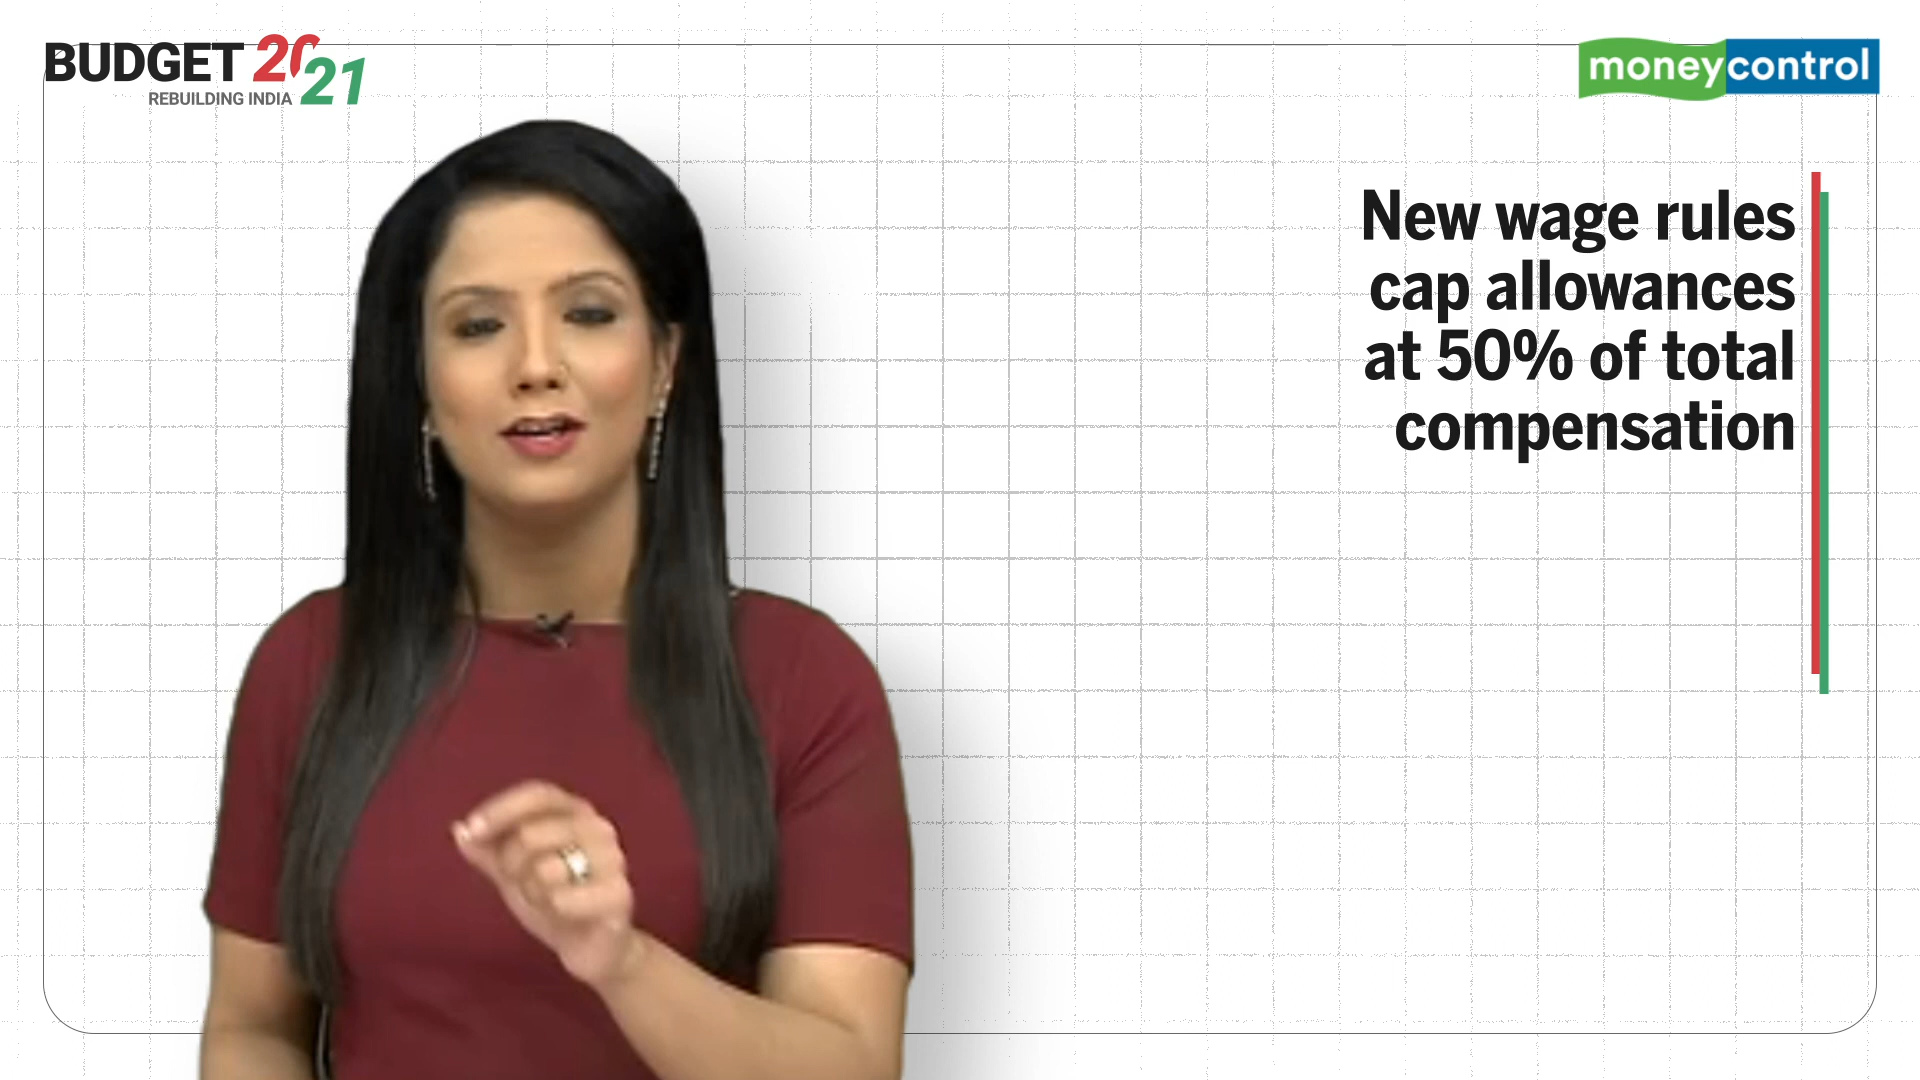 BUDGET 2021
REBUILDING INDIA
moneycontrol
New wage rules
cap allowances
at 50% of total
compensation